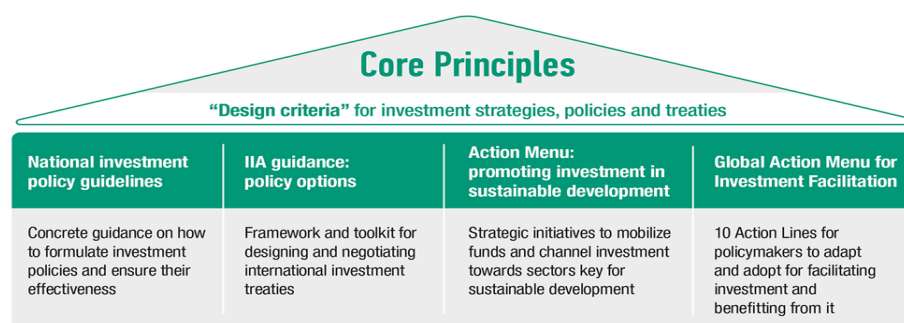 Core Principles
“Design criteria” for investment strategies, policies and treaties
National investment
policy guidelines
IIA guidance:
policy options
Action Menu:
promoting investment in
sustainable development
Global Action Menu for
Investment Facilitation
Concrete guidance on how
to formulate investment
policies and ensure their
effectiveness
Framework and toolkit for
designing and negotiating
international investment
treaties
Strategic initiatives to mobilize
funds and channel investment
towards sectors key for
sustainable development
10 Action Lines for
policymakers to adapt
and adopt for facilitating
investment and
benefitting from it